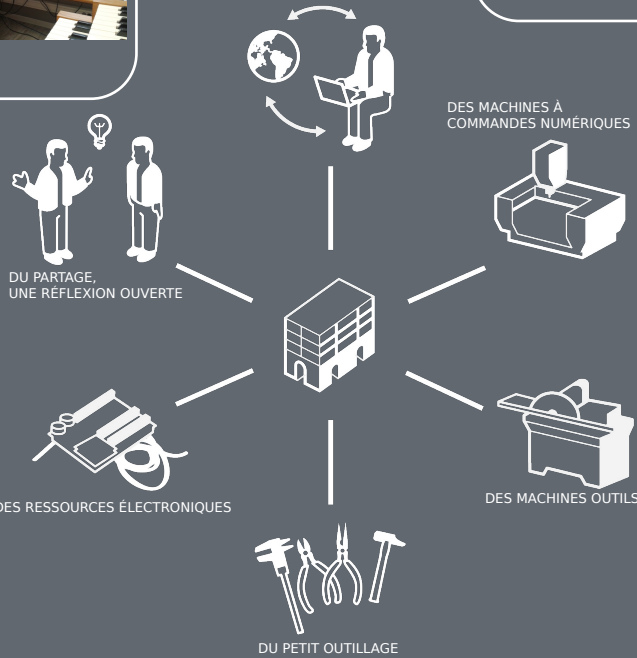 DES MACHINES À
COMMANDES NUMÉRIQUES
DU PARTAGE,
UNE RÉFLEXION OUVERTE
DES RESSOURCES ÉLECTRONIQUES
DES MACHINES OUTILS
DU PETIT OUTILLAGE